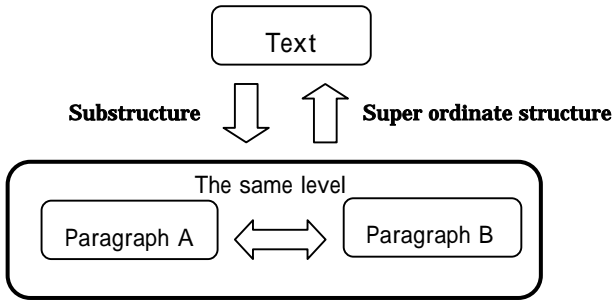 Text
Substructure
Super ordinate structure
The same level
Paragraph A
Paragraph B